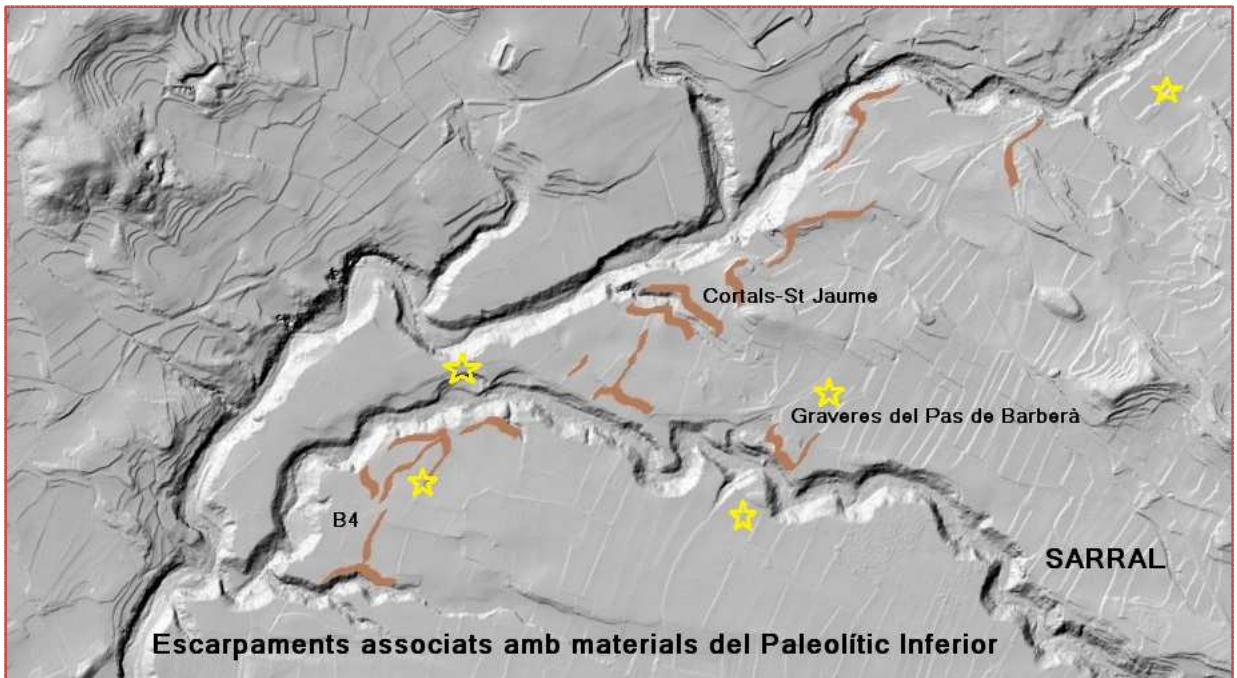 Cortals-St Jaume
Graveres del Pas de Barberà
B4
SARRAL
Escarpaments associats amb materials del Paleolític Inferior